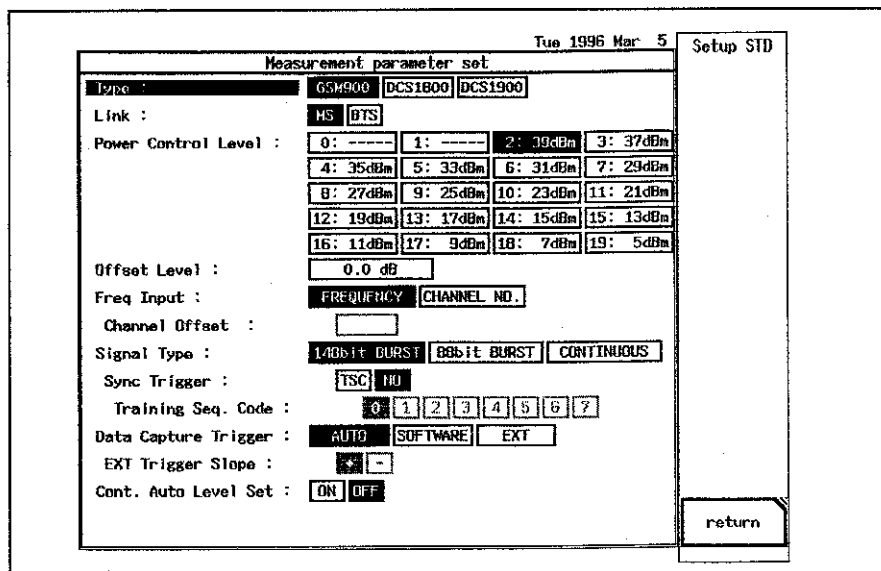 Tue 1996 Mar 5
Setup STD
Measurement parameter set
Type :
GSM900 DCS1800 DCS1900
Link :
MS BTS
Power Control Level :
0: ----- 1: ----- 2: 39dBm 3: 37dBm
4: 35dBm 5: 33dBm 6: 31dBm 7: 29dBm
8: 27dBm 9: 25dBm 10: 23dBm 11: 21dBm
12: 19dBm 13: 17dBm 14: 15dBm 15: 13dBm
16: 11dBm 17: 9dBm 18: 7dBm 19: 5dBm
Offset Level :
0.0 dB
Freq Input :
FREQUENCY CHANNEL NO.
Channel Offset :
Signal Type :
148bit BURST 88bit BURST CONTINUOUS
Sync Trigger :
TSC NO
Training Seq. Code :
0 1 2 3 4 5 6 7
Data Capture Trigger :
AUTO SOFTWARE EXT
EXT Trigger Slope :
+ -
Cont. Auto Level Set :
ON OFF
return